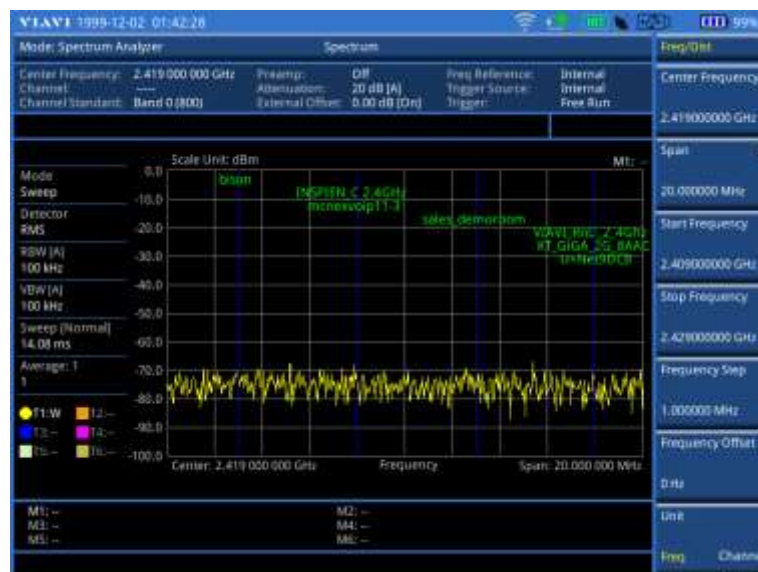 VIAVI 1999-12-02 01:42:28 99%
Mode: Spectrum Analyzer Spectrum Freq/Dist
Center Frequency: 2.419 000 000 GHz Preamp: Off Freq Reference: Internal
Channel: ---- Attenuation: 20 dB [A] Trigger Source: Internal
Channel Standard: Band 0 (800) External Offset: 0.00 dB [On] Trigger: Free Run
Center Frequency
2.419000000 GHz
Span
20.000000 MHz
Start Frequency
2.409000000 GHz
Stop Frequency
2.429000000 GHz
Frequency Step
1.000000 MHz
Frequency Offset
0 Hz
Unit
Freq Channe
Scale Unit: dBm M1: --
Mode
Sweep
Detector
RMS
RBW [A]
100 kHz
VBW [A]
100 kHz
Sweep [Normal]
14.08 ms
Average: 1
1
T1:W T2:--
T3:-- T4:--
T5:-- T6:--
0.0
-10.0
-20.0
-30.0
-40.0
-50.0
-60.0
-70.0
-80.0
-90.0
-100.0
bison
INSPIEN_C 2.4GHz
mcnexvoip11-3
sales_demoroom
KT_GiGA_2G_8AAC
U+Net9DC8
Center: 2.419 000 000 GHz Frequency Span: 20.000 000 MHz
M1: -- M2: --
M3: -- M4: --
M5: -- M6: --